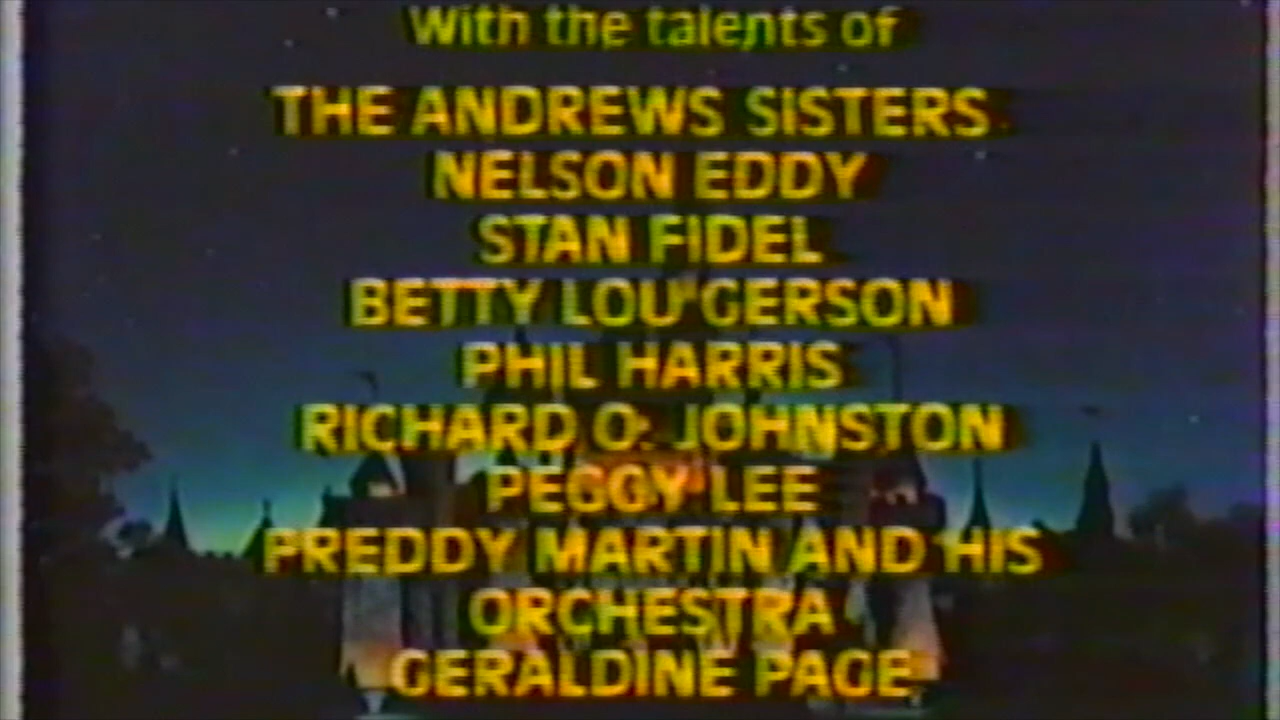 With the talents of
THE ANDREWS SISTERS
NELSON EDDY
STAN FIDEL
BETTY LOU GERSON
PHIL HARRIS
RICHARD O. JOHNSTON
PEGGY LEE
FREDDY MARTIN AND HIS
ORCHESTRA
GERALDINE PAGE